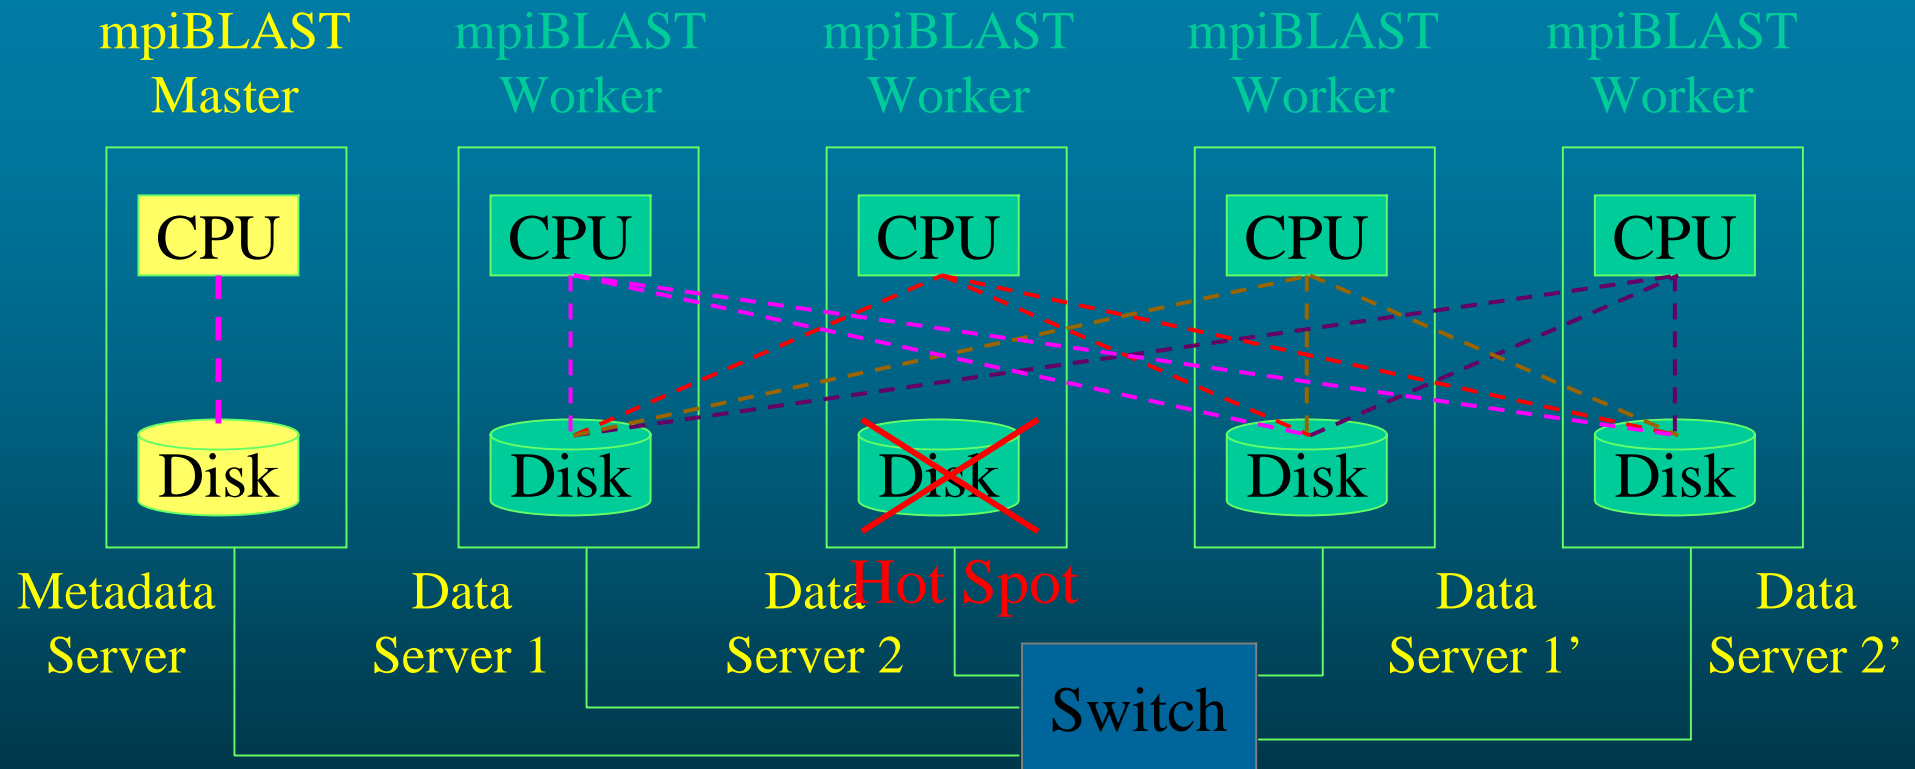 mpiBLAST
Master
mpiBLAST
Worker
mpiBLAST
Worker
mpiBLAST
Worker
mpiBLAST
Worker
CPU
CPU
CPU
CPU
CPU
Disk
Disk
Disk
Disk
Disk
Metadata
Server
Data
Server 1
Data
Server 2
Hot Spot
Data
Server 1’
Data
Server 2’
Switch